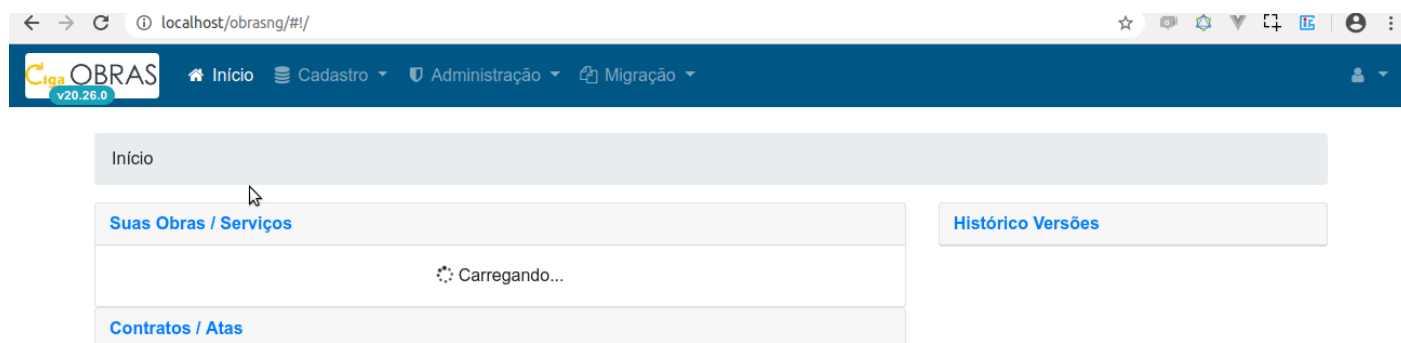 localhost/obrasng/#!/
Ciga OBRAS
v20.26.0
Início
Cadastro
Administração
Migração
Início
Suas Obras / Serviços
Histórico Versões
Carregando...
Contratos / Atas